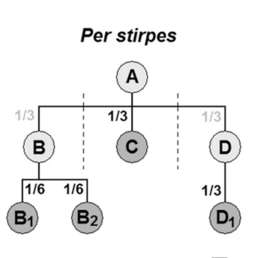 Per stirpes
A
1/3 1/3 1/3
B C D
1/6 1/6 1/3
B1 B2 D1